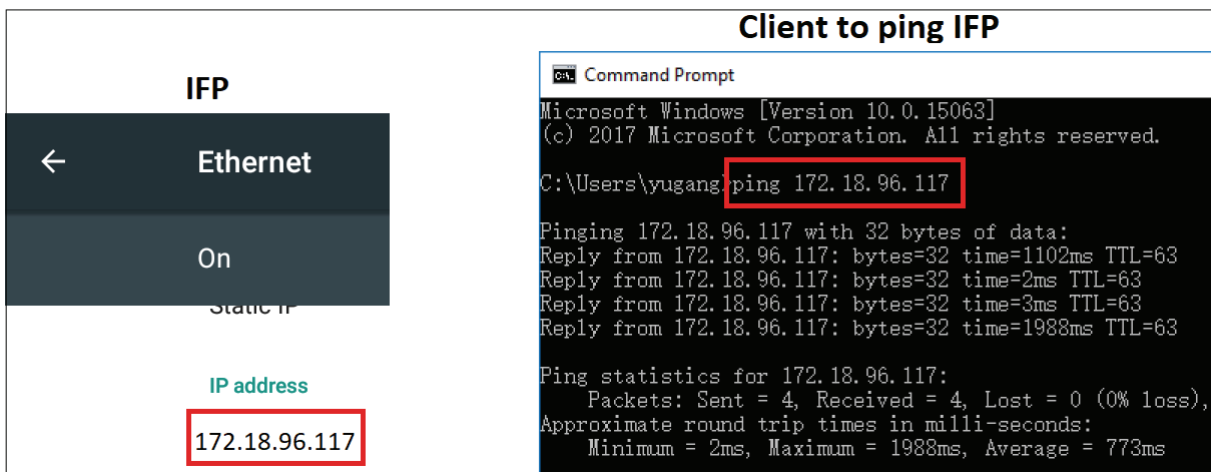 IFP
Ethernet
On
Static IP
IP address
172.18.96.117
Client to ping IFP
Command Prompt
Microsoft Windows [Version 10.0.15063]
(c) 2017 Microsoft Corporation. All rights reserved.
C:\Users\yugang>ping 172.18.96.117
Pinging 172.18.96.117 with 32 bytes of data:
Reply from 172.18.96.117: bytes=32 time=1102ms TTL=63
Reply from 172.18.96.117: bytes=32 time=2ms TTL=63
Reply from 172.18.96.117: bytes=32 time=3ms TTL=63
Reply from 172.18.96.117: bytes=32 time=1988ms TTL=63
Ping statistics for 172.18.96.117:
Packets: Sent = 4, Received = 4, Lost = 0 (0% loss),
Approximate round trip times in milli-seconds:
Minimum = 2ms, Maximum = 1988ms, Average = 773ms